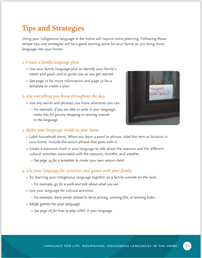 Tips and Strategies
Using your Indigenous language in the home will require some planning. Following these
simple tips and strategies will be a good starting point for your family as you bring more
language into your home.
1. Create a family language plan.
» Use your family language plan to identify your family's
needs and goals and to guide you as you get started.
» See page 12 for more information and page 52 for a
template to create a plan.
2. Use everything you know throughout the day.
» Use any words and phrases you know whenever you can.
– For example, if you are able to write in your language,
make lists for grocery shopping or running errands
in the language.
3. Make your language visible in your home.
» Label household items. When you learn a word or phrase, label the item or location in
your home. Include the action phrase that goes with it.
» Create a seasonal chart in your language to talk about the seasons and the different
cultural activities associated with the seasons, months, and weather.
– See page
for a template to create your own season chart.
4. Use your language for activities and games with your family.
» Try learning your Indigenous language together as a family outside on the land.
– For example, go for a walk and talk about what you see.
» Use your language for cultural activities.
– For example, learn words related to berry picking, canning fish, or beading hides.
» Adapt games for your language.
– See page 26 for how to play UNO in your language.
LANGUAGE FOR LIFE: NOURISHING INDIGENOUS LANGUAGES IN THE HOME